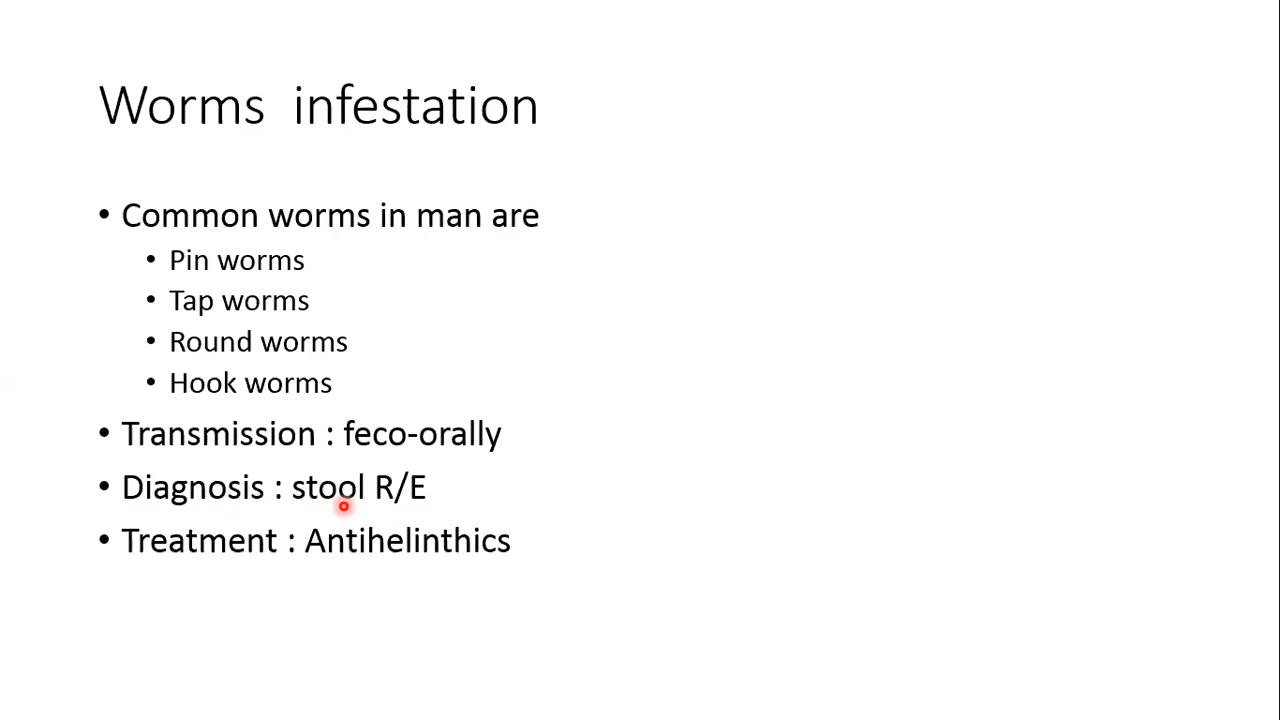 Worms infestation
• Common worms in man are
• Pin worms
• Tap worms
• Round worms
• Hook worms
• Transmission : feco-orally
• Diagnosis : stool R/E
• Treatment : Antihelinthics